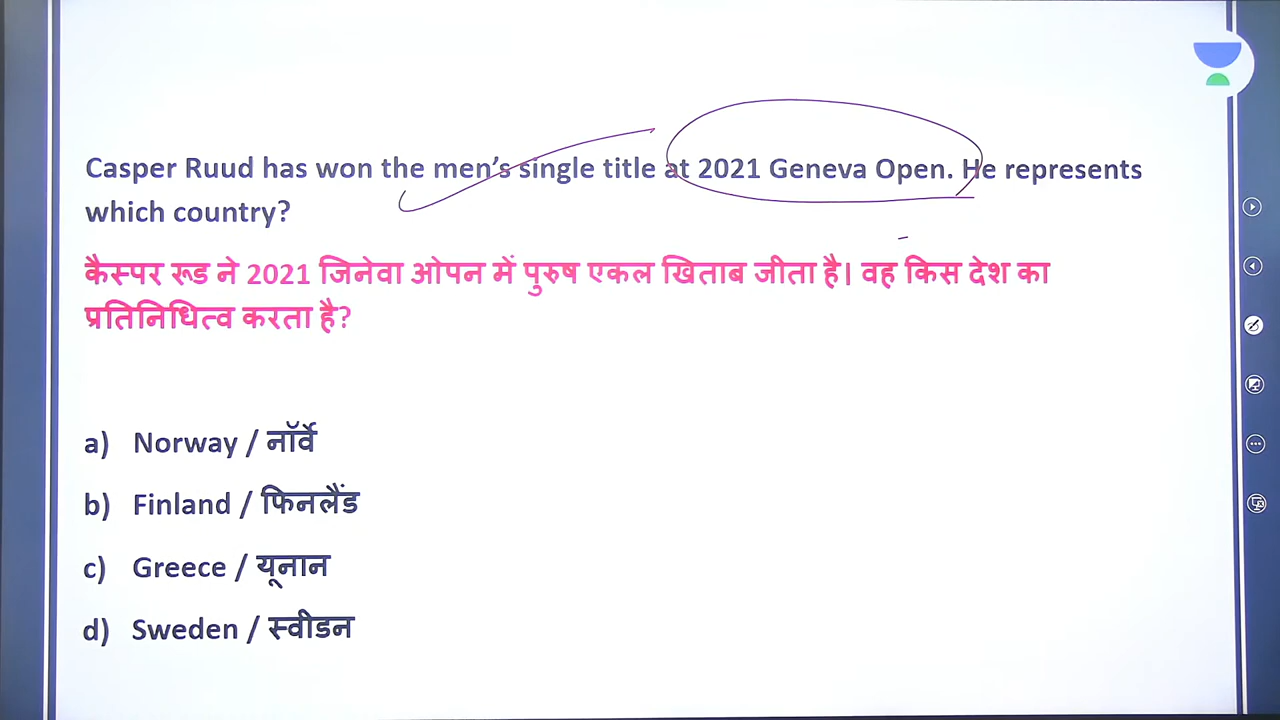 Casper Ruud has won the men’s single title at 2021 Geneva Open. He represents
which country?
कैस्पर रूड ने 2021 जिनेवा ओपन में पुरुष एकल खिताब जीता है। वह किस देश का
प्रतिनिधित्व करता है?
a) Norway / नॉर्वे
b) Finland / फिनलैंड
c) Greece / यूनान
d) Sweden / स्वीडन